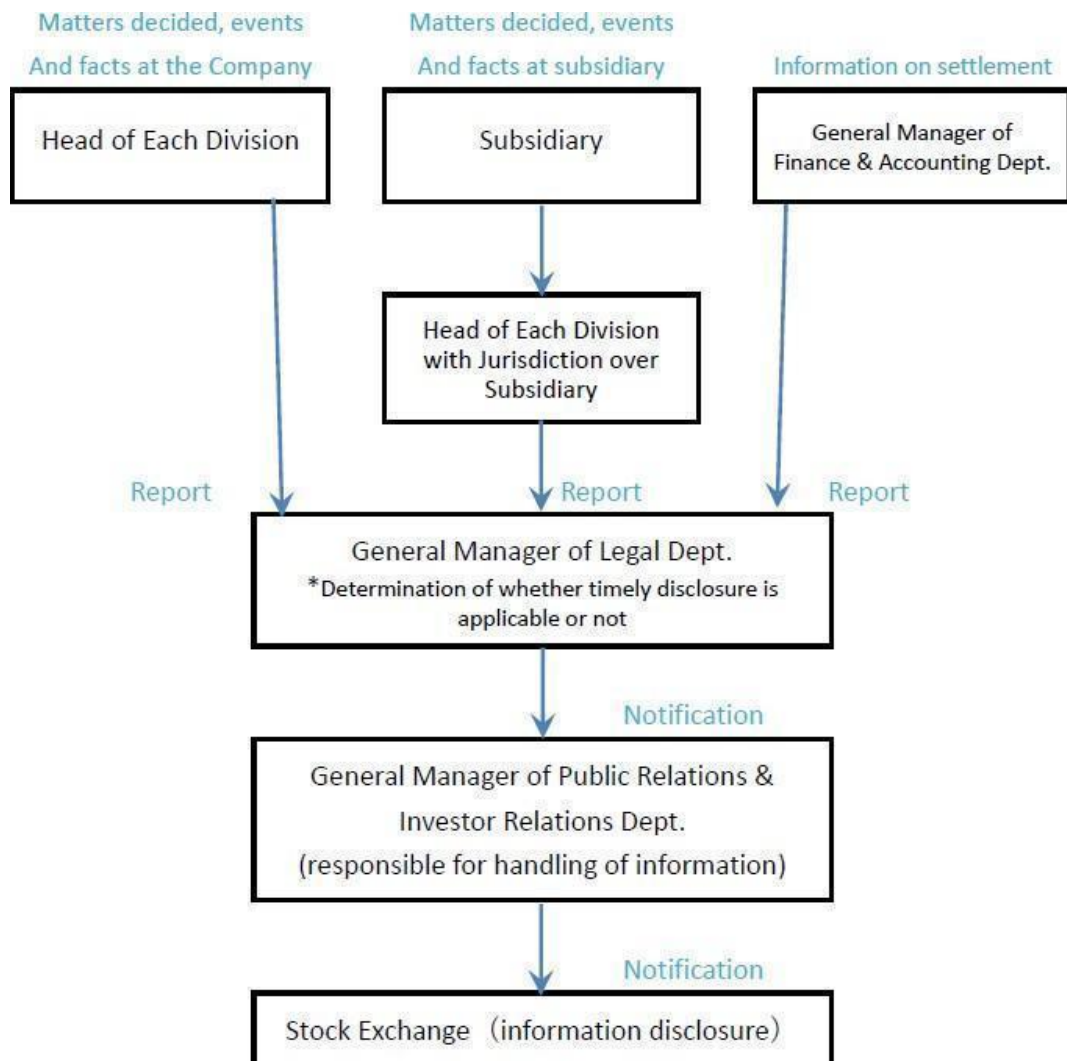 Matters decided, events
And facts at the Company
Matters decided, events
And facts at subsidiary
Information on settlement
Head of Each Division
Subsidiary
General Manager of
Finance & Accounting Dept.
Head of Each Division
with Jurisdiction over
Subsidiary
Report
Report
Report
General Manager of Legal Dept.
*Determination of whether timely disclosure is
applicable or not
Notification
General Manager of Public Relations &
Investor Relations Dept.
(responsible for handling of information)
Notification
Stock Exchange（information disclosure）